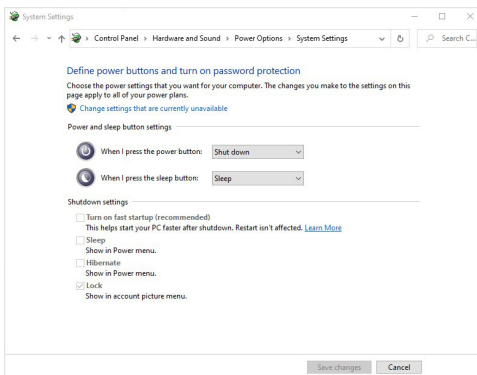 System Settings
Control Panel > Hardware and Sound > Power Options > System Settings
Search C...
Define power buttons and turn on password protection
Choose the power settings that you want for your computer. The changes you make to the settings on this
page apply to all of your power plans.
Change settings that are currently unavailable
Power and sleep button settings
When I press the power button: Shut down
When I press the sleep button: Sleep
Shutdown settings
Turn on fast startup (recommended)
This helps start your PC faster after shutdown. Restart isn't affected. Learn More
Sleep
Show in Power menu.
Hibernate
Show in Power menu.
Lock
Show in account picture menu.
Save changes Cancel